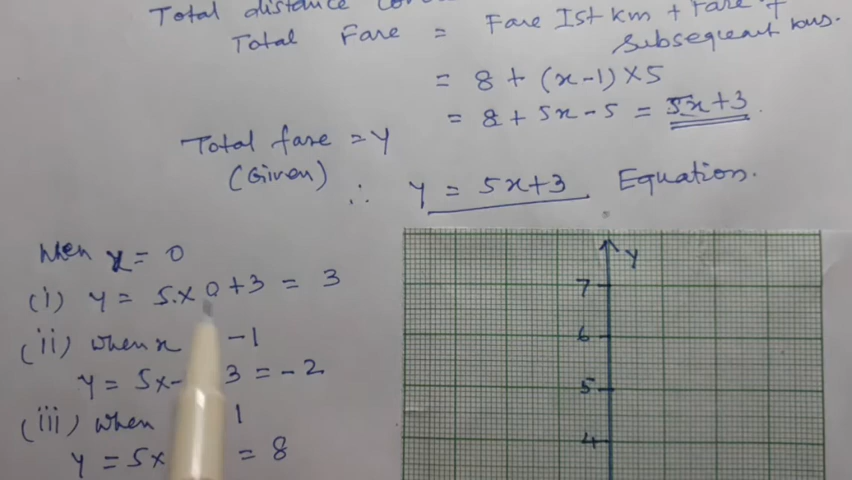 Total distance
Total Fare = Fare Ist km + Fare
Subsequent kms.
= 8 + (x-1) X5
= 8 + 5x - 5 = 5x+3
Total fare = y
(Given)
∴ y = 5x+3 Equation.
When x = 0
(i) y = 5.x 0 +3 = 3
(ii) when x -1
y = 5x- 3 = -2
(iii) when 1
y = 5x = 8
Y
7
6
5
4